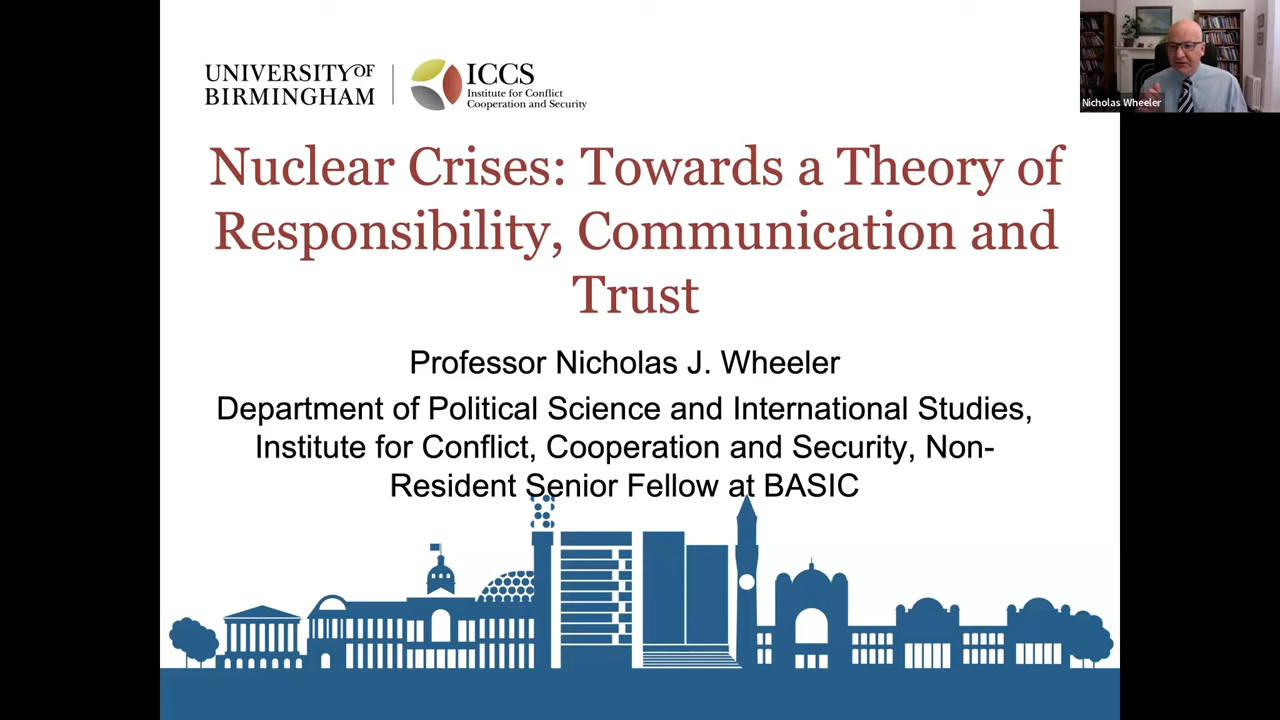 UNIVERSITY OF
BIRMINGHAM
ICCS
Institute for Conflict
Cooperation and Security
Nicholas Wheeler
Nuclear Crises: Towards a Theory of
Responsibility, Communication and
Trust
Professor Nicholas J. Wheeler
Department of Political Science and International Studies,
Institute for Conflict, Cooperation and Security, Non-
Resident Senior Fellow at BASIC